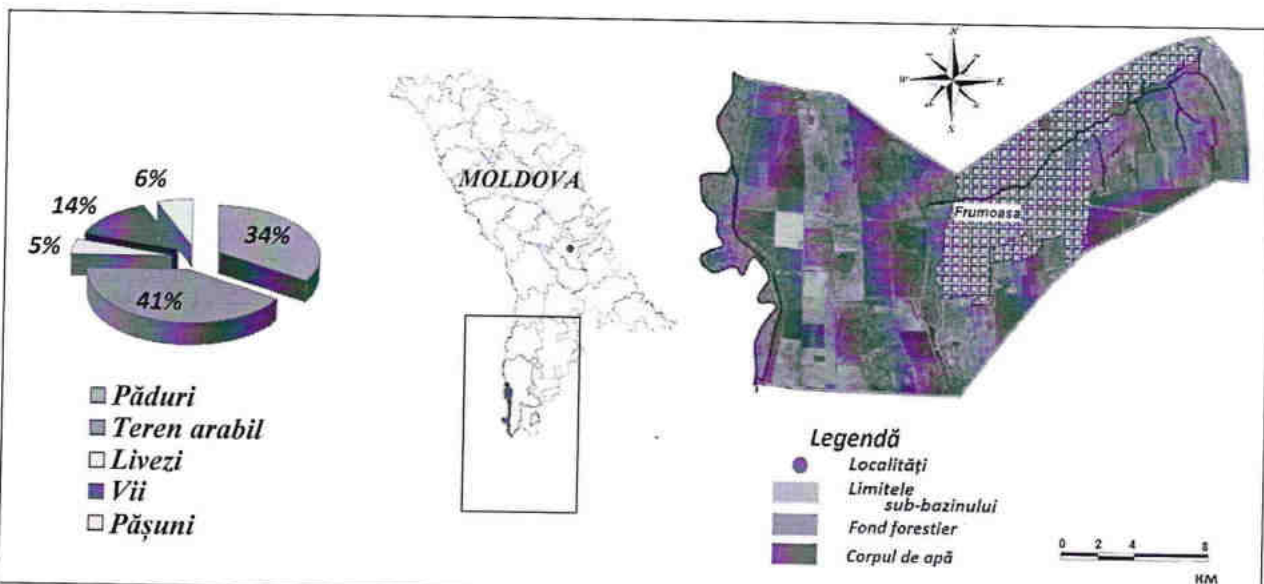 6%
14%
34%
5%
41%
Păduri
Teren arabil
Livezi
Vii
Pășuni
MOLDOVA
N
W
E
S
Frumoasa
Legendă
Localități
Limitele
sub-bazinului
Fond forestier
Corpul de apă
0 2 4 6 8
KM